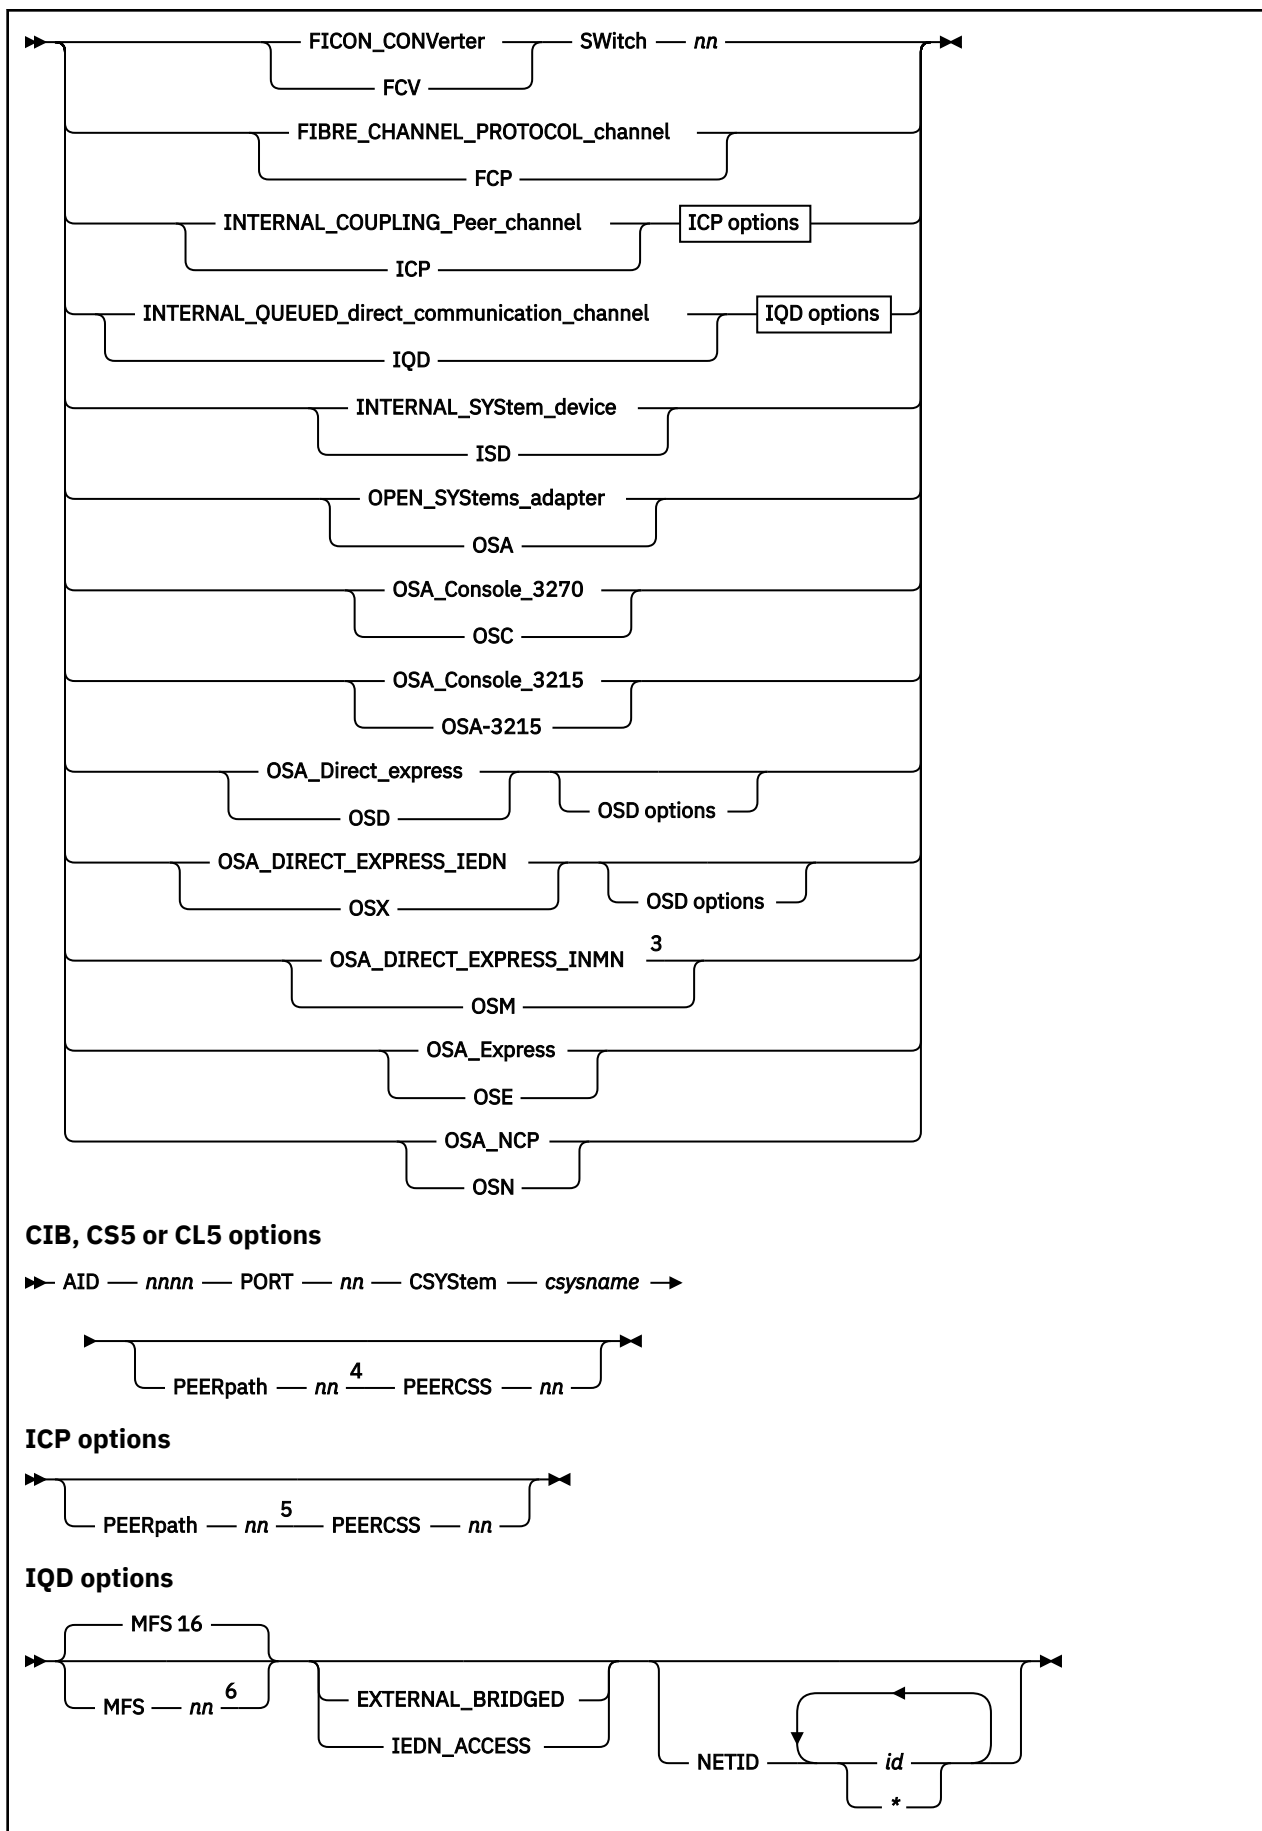 FICON_CONVerter SWitch nn
FCV
FIBRE_CHANNEL_PROTOCOL_channel
FCP
INTERNAL_COUPLING_Peer_channel ICP options
ICP
INTERNAL_QUEUED_direct_communication_channel IQD options
IQD
INTERNAL_SYStem_device
ISD
OPEN_SYStems_adapter
OSA
OSA_Console_3270
OSC
OSA_Console_3215
OSA-3215
OSA_Direct_express
OSD OSD options
OSA_DIRECT_EXPRESS_IEDN
OSX OSD options
OSA_DIRECT_EXPRESS_INMN 3
OSM
OSA_Express
OSE
OSA_NCP
OSN
CIB, CS5 or CL5 options
AID nnnn PORT nn CSYStem csysname
PEERpath nn 4 PEERCSS nn
ICP options
PEERpath nn 5 PEERCSS nn
IQD options
MFS 16
MFS nn 6 EXTERNAL_BRIDGED
IEDN_ACCESS
NETID id
*